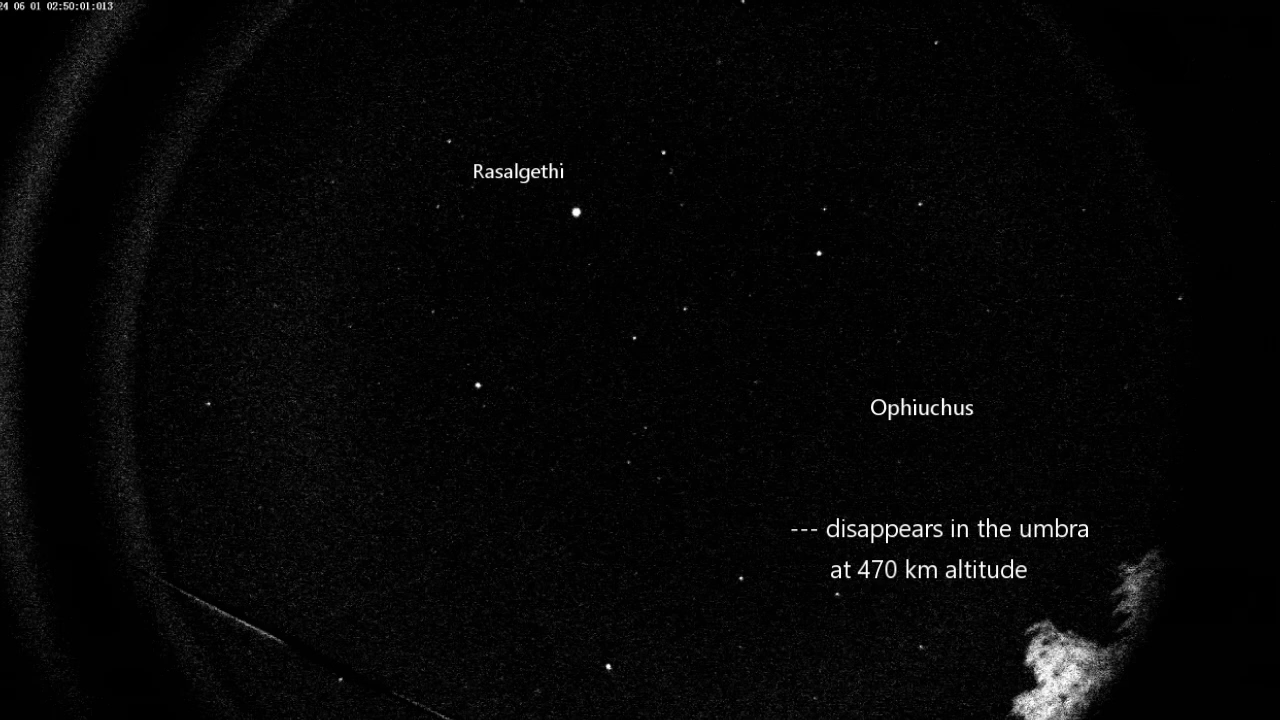 24 06 01 02:50:01:013
Rasalgethi
Ophiuchus
--- disappears in the umbra
at 470 km altitude